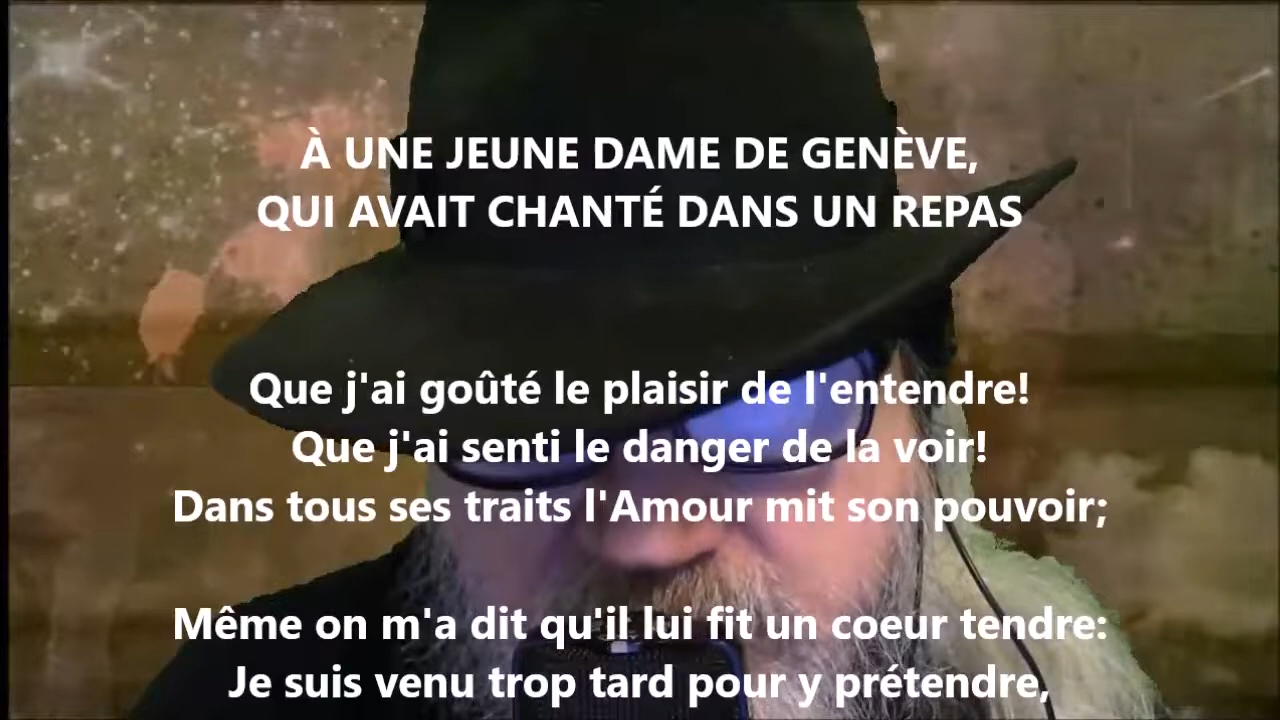 À UNE JEUNE DAME DE GENÈVE,
QUI AVAIT CHANTÉ DANS UN REPAS
Que j'ai goûté le plaisir de l'entendre!
Que j'ai senti le danger de la voir!
Dans tous ses traits l'Amour mit son pouvoir;
Même on m'a dit qu'il lui fit un coeur tendre:
Je suis venu trop tard pour y prétendre,